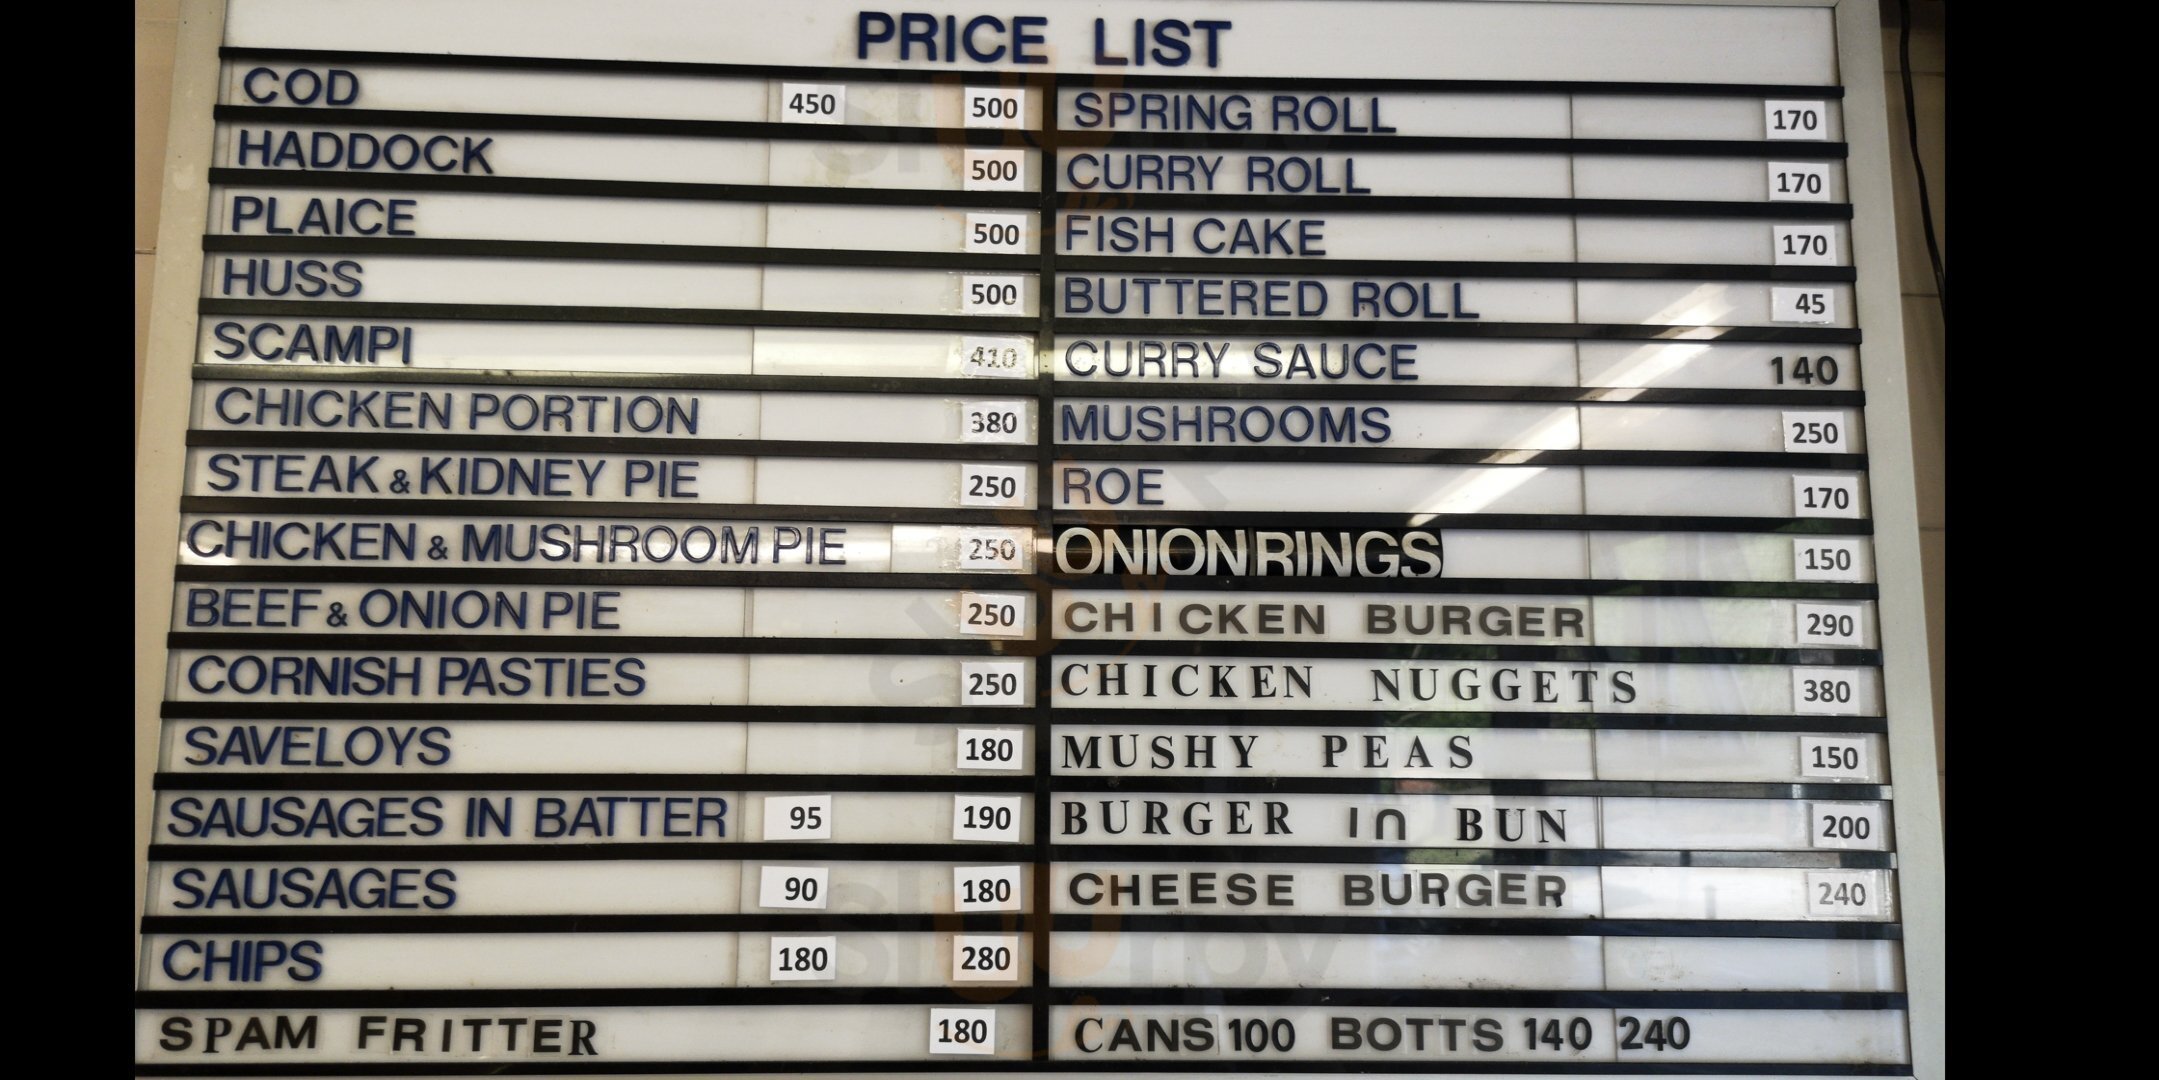 PRICE LIST
COD 450 500
HADDOCK 500
PLAICE 500
HUSS 500
SCAMPI 410
CHICKEN PORTION 380
STEAK & KIDNEY PIE 250
CHICKEN & MUSHROOM PIE 250
BEEF & ONION PIE 250
CORNISH PASTIES 250
SAVELOYS 180
SAUSAGES IN BATTER 95 190
SAUSAGES 90 180
CHIPS 180 280
SPAM FRITTER 180
SPRING ROLL 170
CURRY ROLL 170
FISH CAKE 170
BUTTERED ROLL 45
CURRY SAUCE 140
MUSHROOMS 250
ROE 170
ONION RINGS 150
CHICKEN BURGER 290
CHICKEN NUGGETS 380
MUSHY PEAS 150
BURGER in BUN 200
CHEESE BURGER 240
CANS 100 BOTTS 140 240